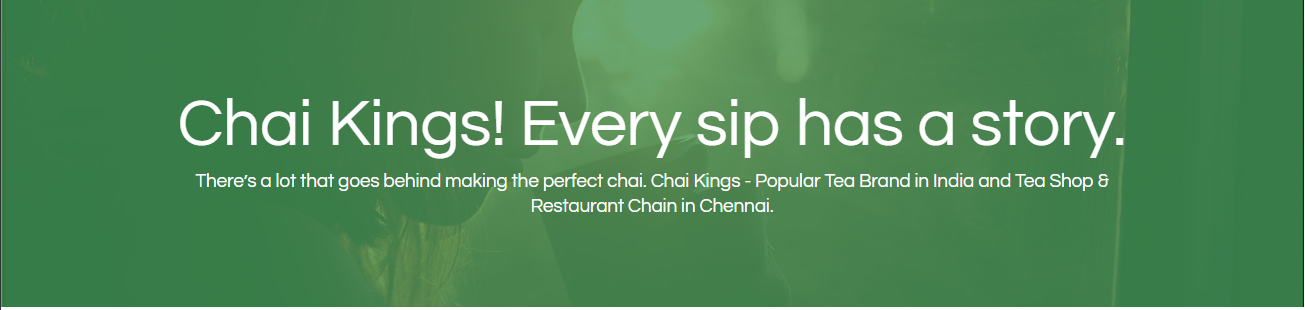 Chai Kings! Every sip has a story.
There's a lot that goes behind making the perfect chai. Chai Kings - Popular Tea Brand in India and Tea Shop &
Restaurant Chain in Chennai.